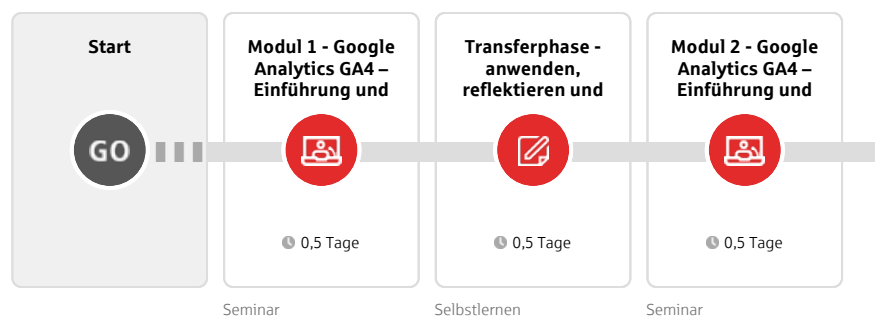 Start
GO
Modul 1 - Google
Analytics GA4 –
Einführung und
0,5 Tage
Seminar
Transferphase -
anwenden,
reflektieren und
0,5 Tage
Selbstlernen
Modul 2 - Google
Analytics GA4 –
Einführung und
0,5 Tage
Seminar